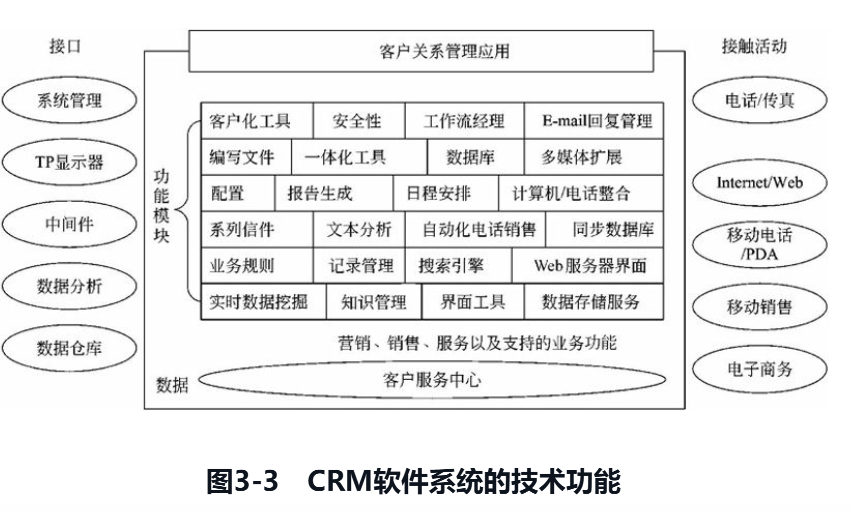 接口
客户关系管理应用
接触活动
系统管理
TP显示器
中间件
数据分析
数据仓库
功能模块
客户化工具 安全性 工作流经理 E-mail回复管理
编写文件 一体化工具 数据库 多媒体扩展
配置 报告生成 日程安排 计算机/电话整合
系列信件 文本分析 自动化电话销售 同步数据库
业务规则 记录管理 搜索引擎 Web服务器界面
实时数据挖掘 知识管理 界面工具 数据存储服务
营销、销售、服务以及支持的业务功能
数据
客户服务中心
电话/传真
Internet/Web
移动电话
/PDA
移动销售
电子商务
图3-3 CRM软件系统的技术功能